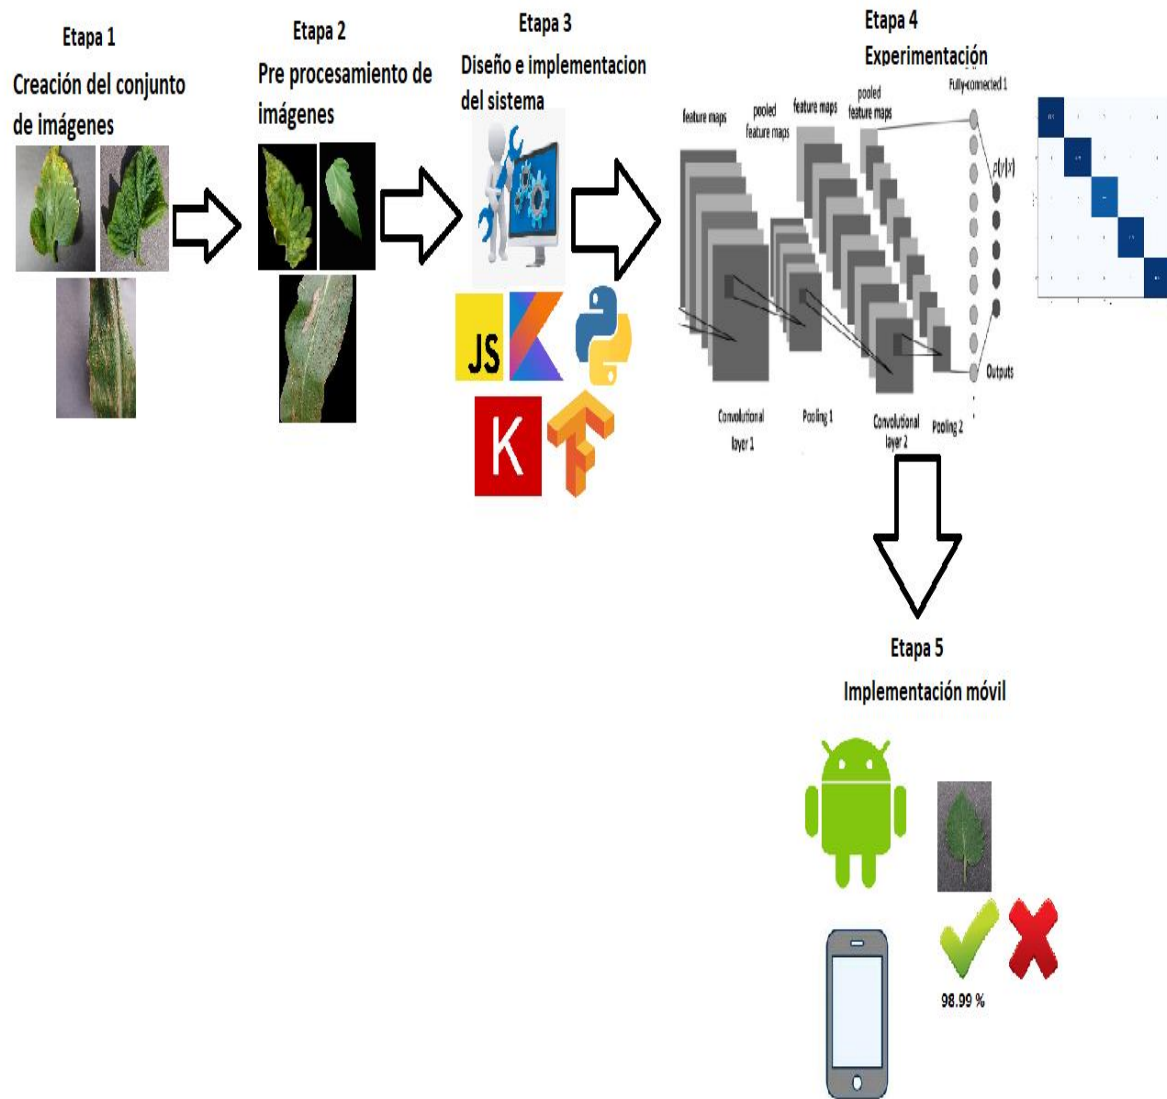 Etapa 1
Creación del conjunto
de imágenes
Etapa 2
Pre procesamiento de
imágenes
Etapa 3
Diseño e implementacion
del sistema
JS
K
Etapa 4
Experimentación
feature maps
pooled
feature maps
feature maps
pooled
feature maps
Fully-connected 1
p(y|x)
Outputs
Convolutional
layer 1
Pooling 1
Convolutional
layer 2
Pooling 2
Etapa 5
Implementación móvil
98.99 %